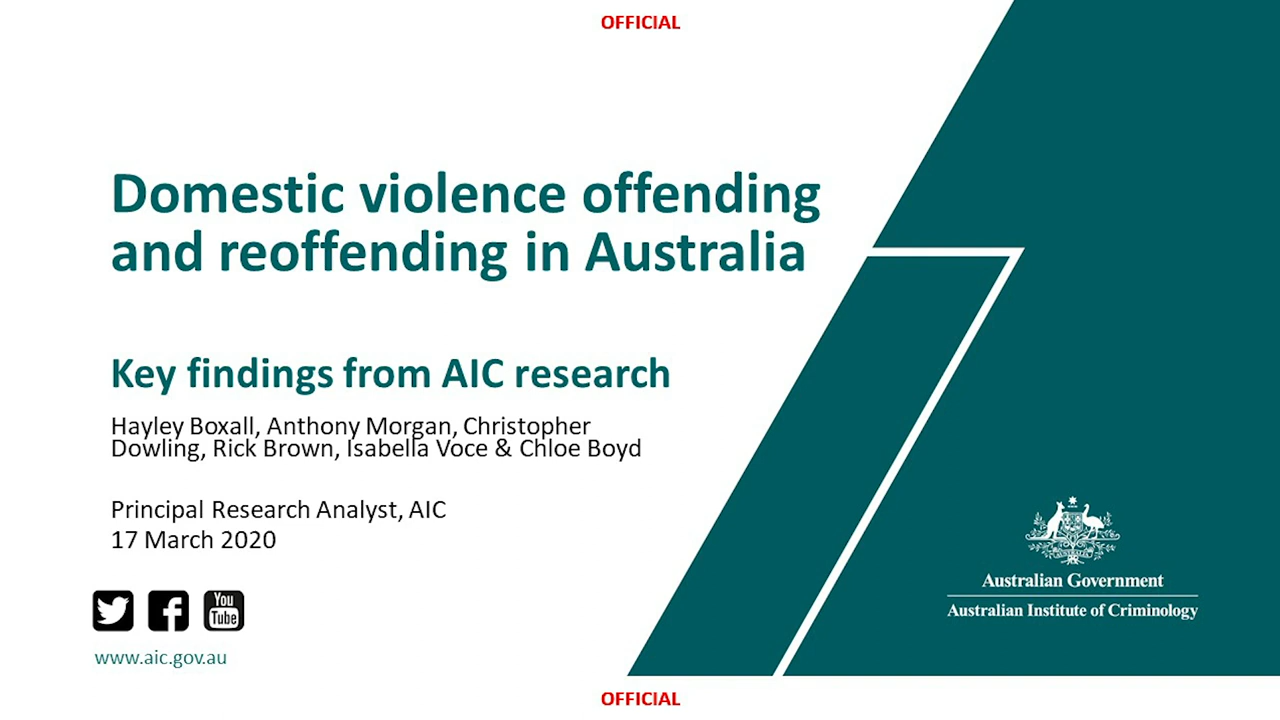 OFFICIAL
Domestic violence offending
and reoffending in Australia
Key findings from AIC research
Hayley Boxall, Anthony Morgan, Christopher
Dowling, Rick Brown, Isabella Voce & Chloe Boyd
Principal Research Analyst, AIC
17 March 2020
You
Tube
www.aic.gov.au
Australian Government
Australian Institute of Criminology
OFFICIAL